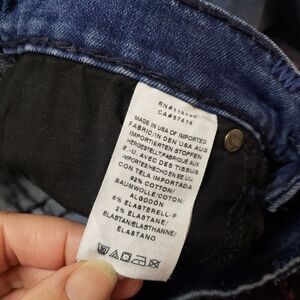 CA#57414
MADE IN USA OF IMPORTED
FABRIC/IN DEN USA AUS
IMPORTIERTEN STOFFEN
HERGESTELLT/FABRIQUÉ AUX
E.-U. AVEC DES TISSUS
IMPORTÉS/HECHO EN EE.UU.
CON TELA IMPORTADA
92% COTTON/
BAUMWOLLE/COTON/
ALGODÓN
6% ELASTERELL-P
2% ELASTANE/
ELASTAN/ÉLASTHANNE/
ELASTANO